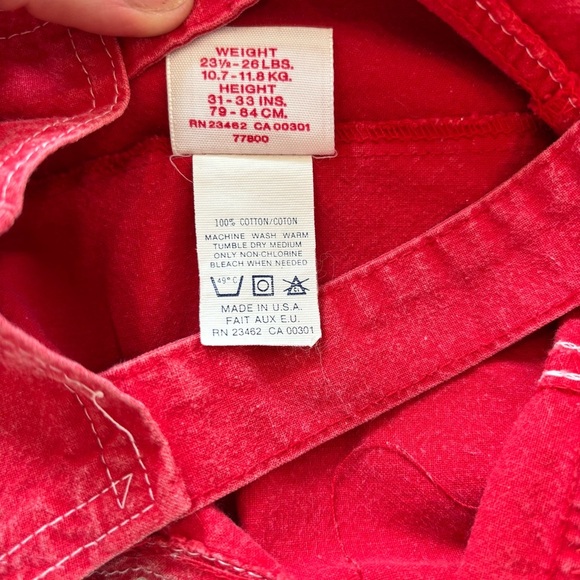 WEIGHT
23½-26 LBS.
10.7-11.8 KG.
HEIGHT
31-33 INS.
79-84 CM.
RN 23462 CA 00301
77800
100% COTTON/COTON
MACHINE WASH WARM
TUMBLE DRY MEDIUM
ONLY NON-CHLORINE
BLEACH WHEN NEEDED
49°C CL
MADE IN U.S.A.
FAIT AUX E.U.
RN 23462 CA 00301